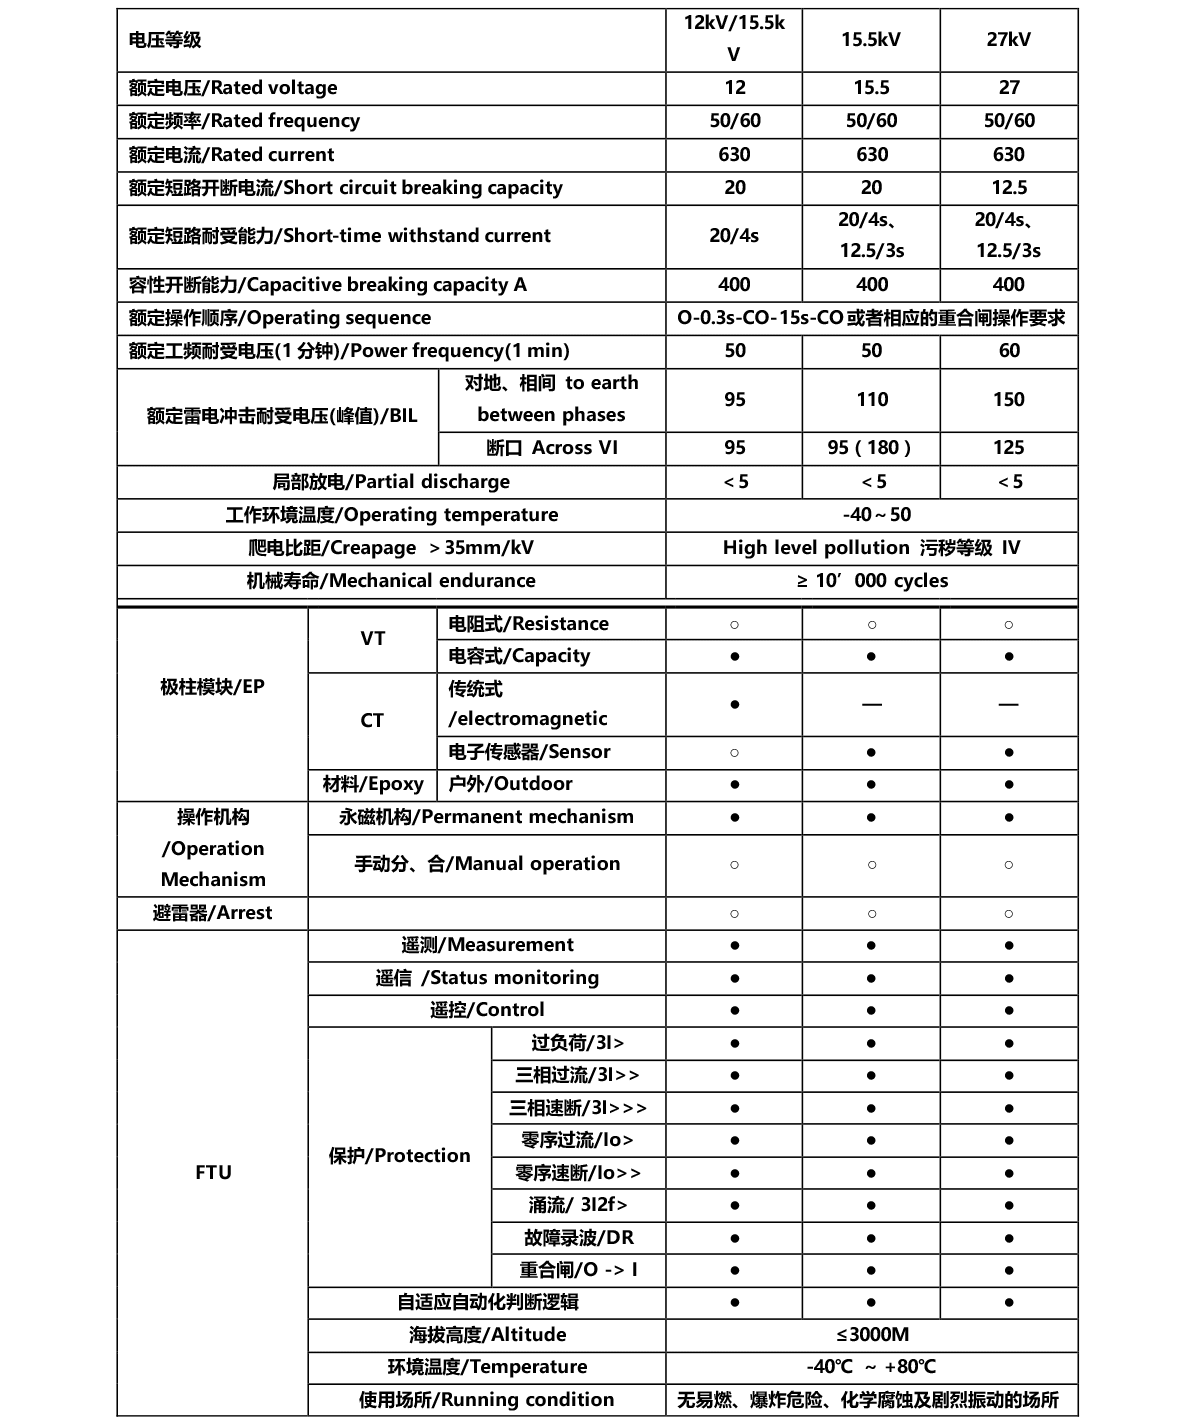 电压等级 12kV/15.5k
V 15.5kV 27kV
额定电压/Rated voltage 12 15.5 27
额定频率/Rated frequency 50/60 50/60 50/60
额定电流/Rated current 630 630 630
额定短路开断电流/Short circuit breaking capacity 20 20 12.5
额定短路耐受能力/Short-time withstand current 20/4s 20/4s、 20/4s、
12.5/3s 12.5/3s
容性开断能力/Capacitive breaking capacity A 400 400 400
额定操作顺序/Operating sequence O-0.3s-CO-15s-CO或者相应的重合闸操作要求
额定工频耐受电压(1分钟)/Power frequency(1 min) 50 50 60
额定雷电冲击耐受电压(峰值)/BIL 对地、相间 to earth
between phases 95 110 150
断口 Across VI 95 95（180） 125
局部放电/Partial discharge ＜5 ＜5 ＜5
工作环境温度/Operating temperature -40～50
爬电比距/Creapage ＞35mm/kV High level pollution 污秽等级 IV
机械寿命/Mechanical endurance ≥ 10’000 cycles
极柱模块/EP VT 电阻式/Resistance ○ ○ ○
电容式/Capacity ● ● ●
CT 传统式
/electromagnetic ● — —
电子传感器/Sensor ○ ● ●
材料/Epoxy 户外/Outdoor ● ● ●
操作机构
/Operation
Mechanism 永磁机构/Permanent mechanism ● ● ●
手动分、合/Manual operation ○ ○ ○
避雷器/Arrest ○ ○ ○
FTU 遥测/Measurement ● ● ●
遥信 /Status monitoring ● ● ●
遥控/Control ● ● ●
保护/Protection 过负荷/3I> ● ● ●
三相过流/3I>> ● ● ●
三相速断/3I>>> ● ● ●
零序过流/Io> ● ● ●
零序速断/Io>> ● ● ●
涌流/ 3I2f> ● ● ●
故障录波/DR ● ● ●
重合闸/O -> I ● ● ●
自适应自动化判断逻辑 ● ● ●
海拔高度/Altitude ≤3000M
环境温度/Temperature -40℃ ~ +80℃
使用场所/Running condition 无易燃、爆炸危险、化学腐蚀及剧烈振动的场所